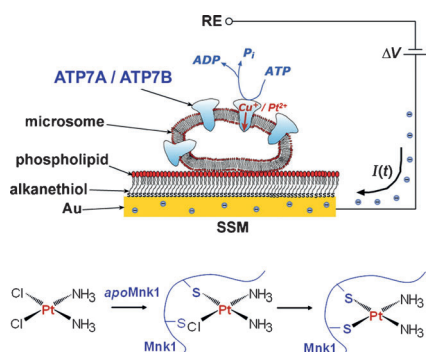 RE
ΔV
ADP
Pi
ATP
ATP7A / ATP7B
Cu+/ Pt2+
microsome
phospholipid
alkanethiol
Au
I(t)
SSM
Cl
NH3
Pt
Cl
NH3
apoMnk1
S
NH3
Pt
S
Cl
NH3
Mnk1
S
NH3
Pt
S
NH3
Mnk1